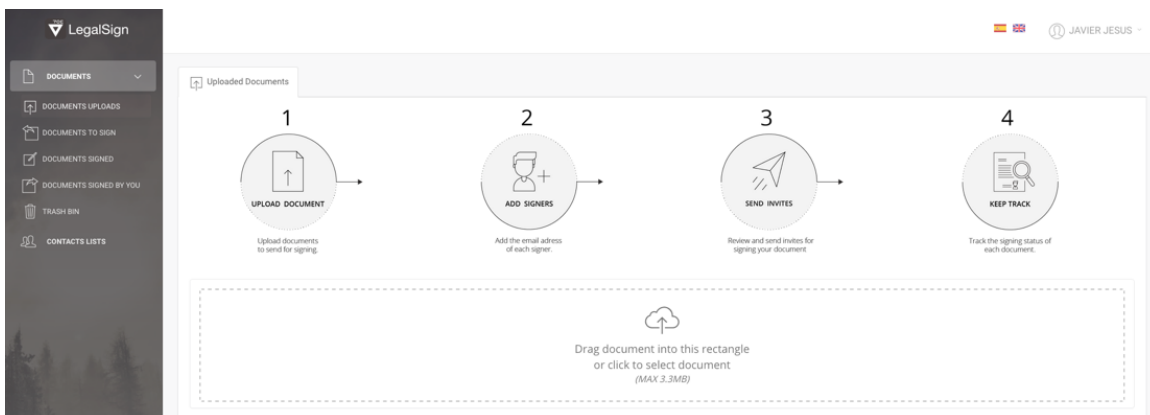 LegalSign
JAVIER JESUS
DOCUMENTS
DOCUMENTS UPLOADS
DOCUMENTS TO SIGN
DOCUMENTS SIGNED
DOCUMENTS SIGNED BY YOU
TRASH BIN
CONTACTS LISTS
Uploaded Documents
1
UPLOAD DOCUMENT
Upload documents
to send for signing.
2
ADD SIGNERS
Add the email adress
of each signer.
3
SEND INVITES
Review and send invites for
signing your document
4
KEEP TRACK
Track the signing status of
each document.
Drag document into this rectangle
or click to select document
(MAX 3.3MB)